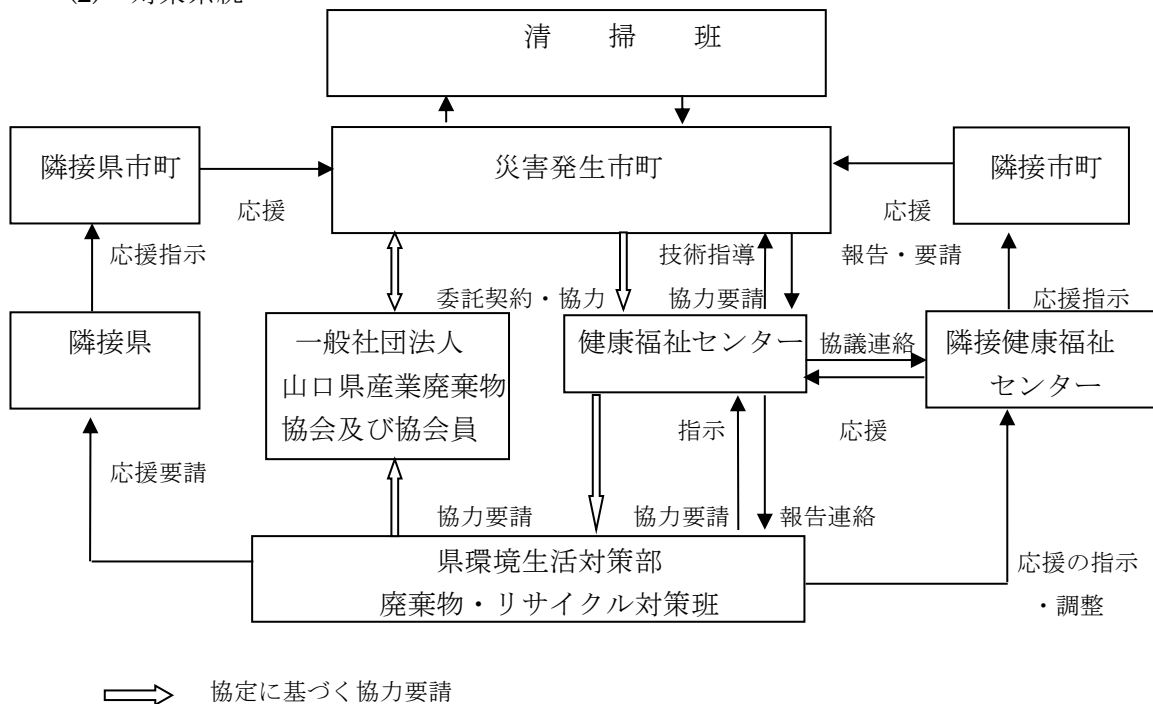 清　掃　班
隣接県市町
災害発生市町
隣接市町
応援
応援
応援指示
技術指導
報告・要請
委託契約・協力
協力要請
応援指示
隣接県
一般社団法人
山口県産業廃棄物
協会及び協会員
健康福祉センター
協議連絡
隣接健康福祉
センター
応援要請
指示
応援
協力要請
協力要請
報告連絡
県環境生活対策部
廃棄物・リサイクル対策班
応援の指示
・調整
協定に基づく協力要請